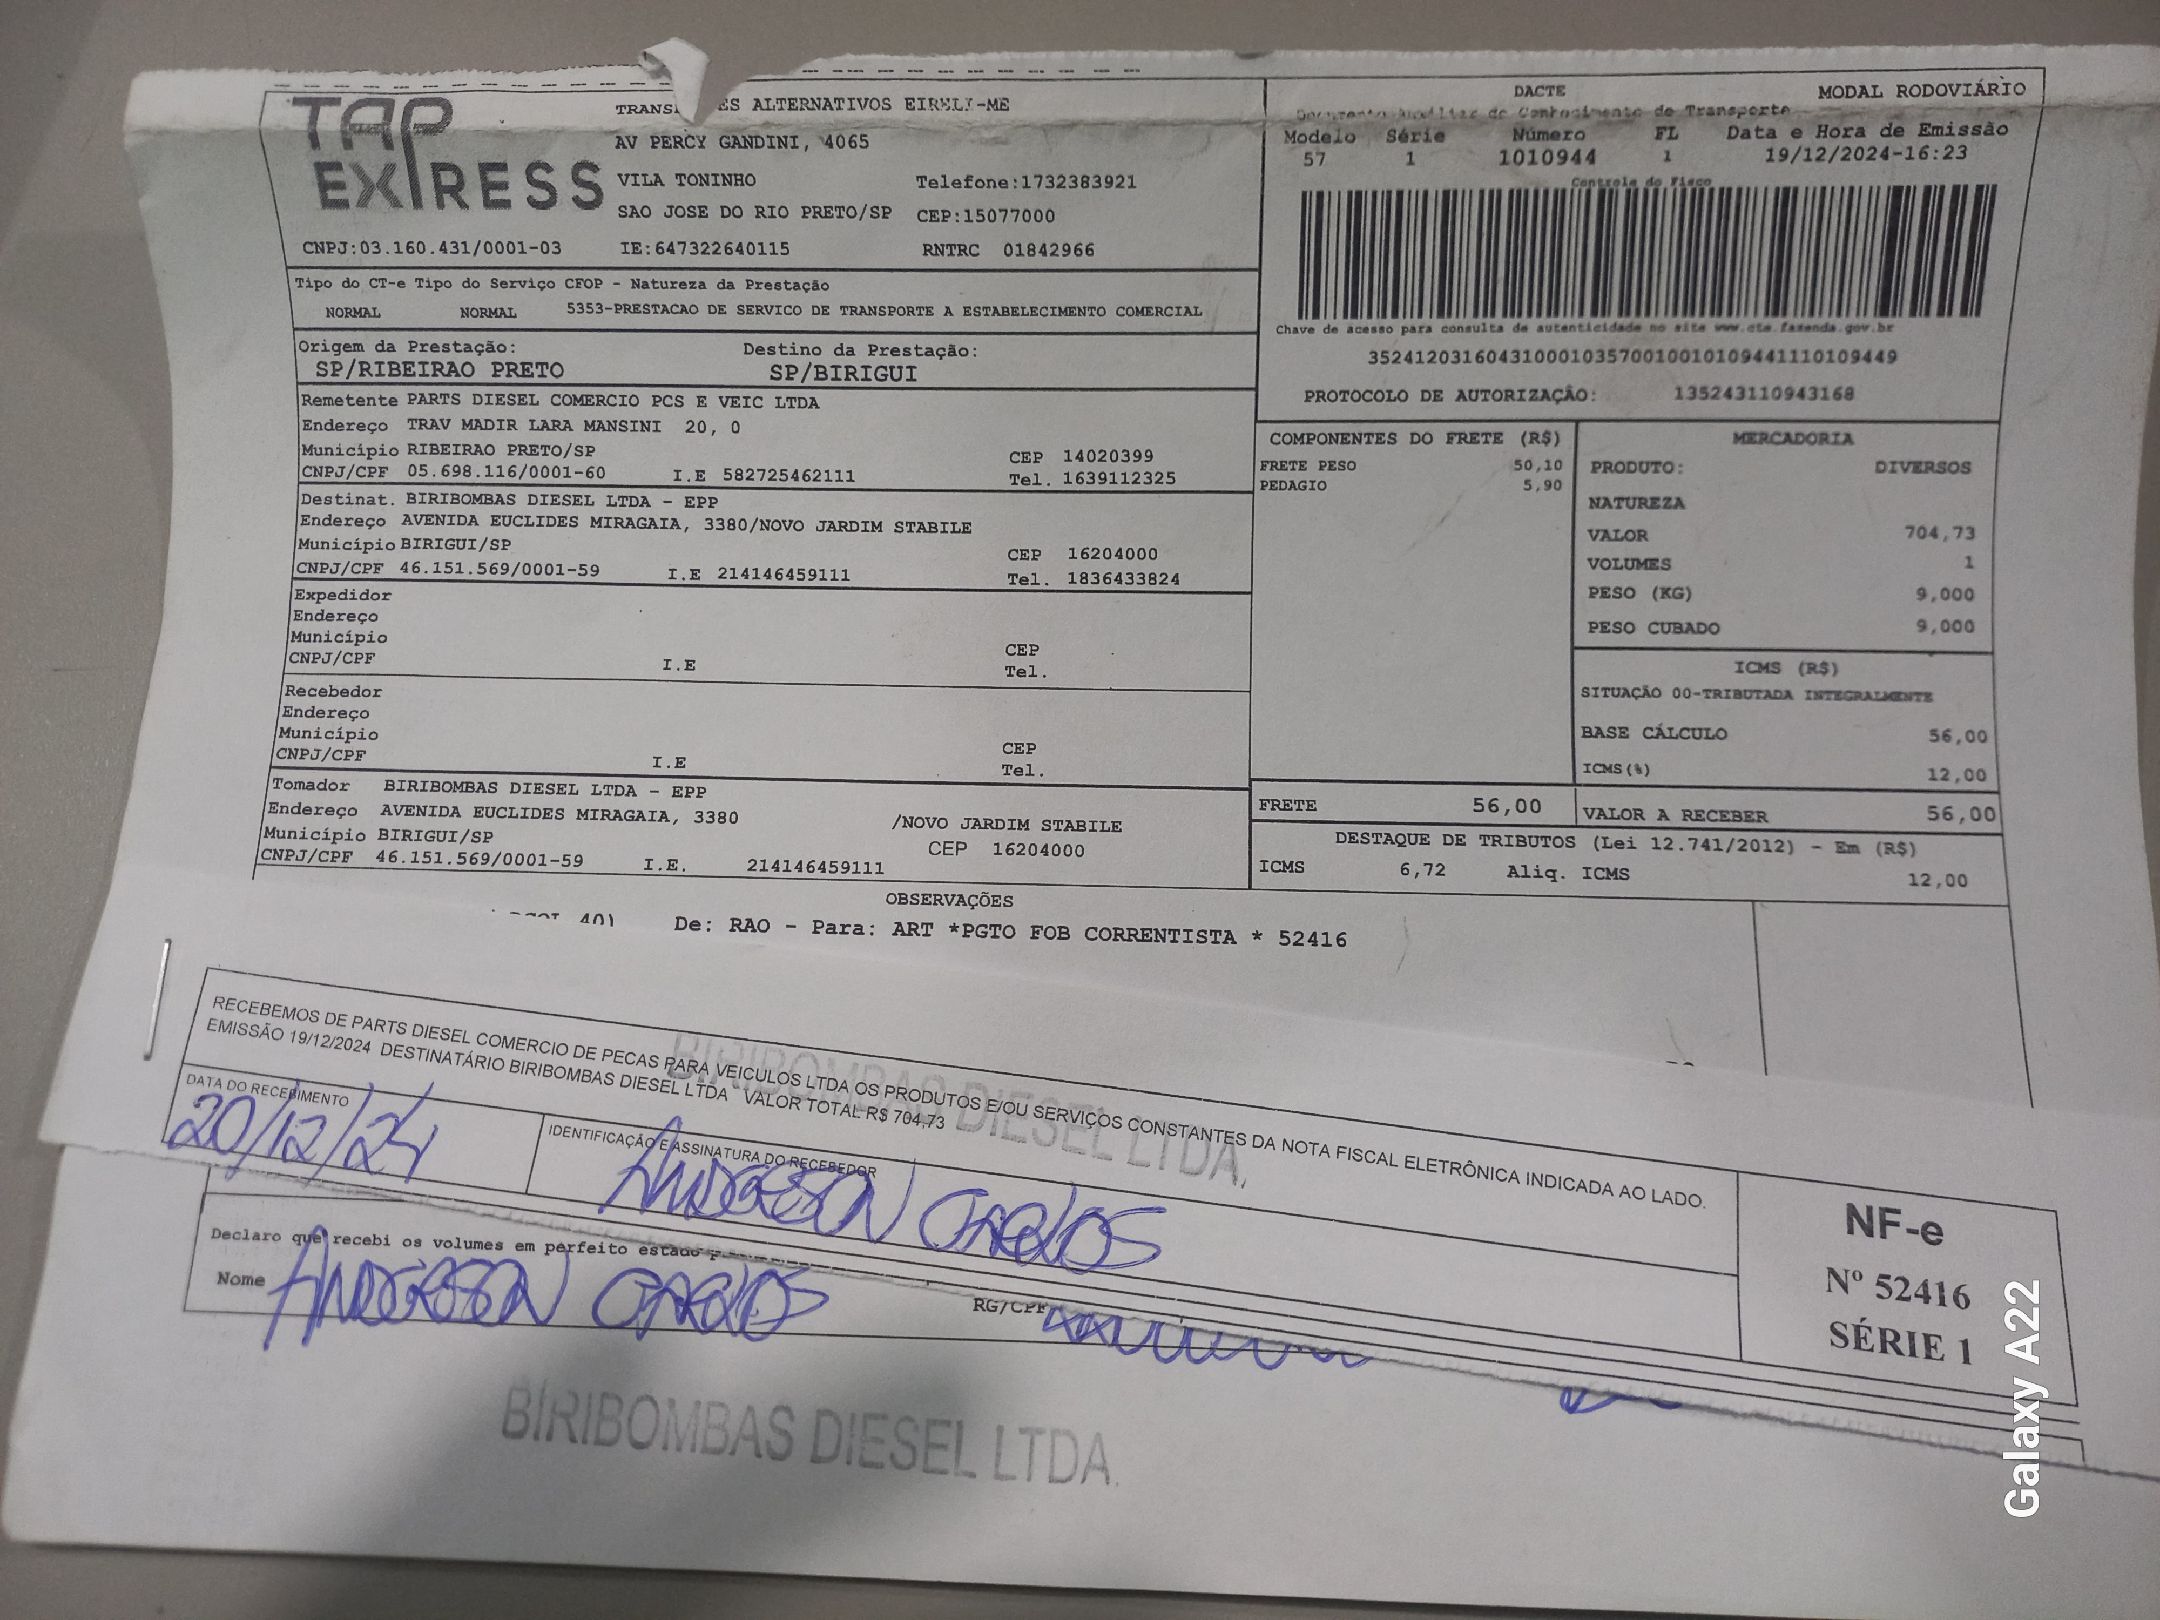 TAP EXPRESS
ES ALTERNATIVOS EIRELI-ME
AV PERCY GANDINI, 4065
VILA TONINHO Telefone:1732383921
SAO JOSE DO RIO PRETO/SP CEP:15077000
CNPJ:03.160.431/0001-03 IE:647322640115 RNTRC 01842966
DACTE MODAL RODOVIÁRIO
Documento Auxiliar do Conhecimento de Transporte
Modelo Série Número FL Data e Hora de Emissão
57 1 1010944 1 19/12/2024-16:23
Controle do Fisco
Chave de acesso para consulta de autenticidade no site www.cte.fazenda.gov.br
35241203160431000103570010010109441110109449
PROTOCOLO DE AUTORIZAÇÃO: 135243110943168
Tipo do CT-e Tipo do Serviço CFOP - Natureza da Prestação
NORMAL NORMAL 5353-PRESTACAO DE SERVICO DE TRANSPORTE A ESTABELECIMENTO COMERCIAL
Origem da Prestação: Destino da Prestação:
SP/RIBEIRAO PRETO SP/BIRIGUI
Remetente PARTS DIESEL COMERCIO PCS E VEIC LTDA
Endereço TRAV MADIR LARA MANSINI 20, 0
Município RIBEIRAO PRETO/SP CEP 14020399
CNPJ/CPF 05.698.116/0001-60 I.E 582725462111 Tel. 1639112325
Destinat. BIRIBOMBAS DIESEL LTDA - EPP
Endereço AVENIDA EUCLIDES MIRAGAIA, 3380/NOVO JARDIM STABILE
Município BIRIGUI/SP CEP 16204000
CNPJ/CPF 46.151.569/0001-59 I.E 214146459111 Tel. 1836433824
Expedidor
Endereço
Município CEP
CNPJ/CPF I.E Tel.
Recebedor
Endereço
Município CEP
CNPJ/CPF I.E Tel.
Tomador BIRIBOMBAS DIESEL LTDA - EPP
Endereço AVENIDA EUCLIDES MIRAGAIA, 3380 /NOVO JARDIM STABILE
Município BIRIGUI/SP CEP 16204000
CNPJ/CPF 46.151.569/0001-59 I.E. 214146459111
COMPONENTES DO FRETE (R$)
FRETE PESO 50,10
PEDAGIO 5,90
MERCADORIA
PRODUTO: DIVERSOS
NATUREZA
VALOR 704,73
VOLUMES 1
PESO (KG) 9,000
PESO CUBADO 9,000
ICMS (R$)
SITUAÇÃO 00-TRIBUTADA INTEGRALMENTE
BASE CÁLCULO 56,00
ICMS(%) 12,00
FRETE 56,00 VALOR A RECEBER 56,00
DESTAQUE DE TRIBUTOS (Lei 12.741/2012) - Em (R$)
ICMS 6,72 Aliq. ICMS 12,00
OBSERVAÇÕES
40) De: RAO - Para: ART *PGTO FOB CORRENTISTA * 52416
RECEBEMOS DE PARTS DIESEL COMERCIO DE PECAS PARA VEICULOS LTDA OS PRODUTOS E/OU SERVIÇOS CONSTANTES DA NOTA FISCAL ELETRÔNICA INDICADA AO LADO.
EMISSÃO 19/12/2024 DESTINATÁRIO BIRIBOMBAS DIESEL LTDA VALOR TOTAL R$ 704,73
BIRIBOMBAS DIESEL LTDA.
DATA DO RECEBIMENTO IDENTIFICAÇÃO E ASSINATURA DO RECEBEDOR
20/12/24 ANDERSON CARLOS
NF-e
Nº 52416
SÉRIE 1
Declaro que recebi os volumes em perfeito estado
Nome ANDERSON CARLOS RG/CPF
BIRIBOMBAS DIESEL LTDA.
Galaxy A22